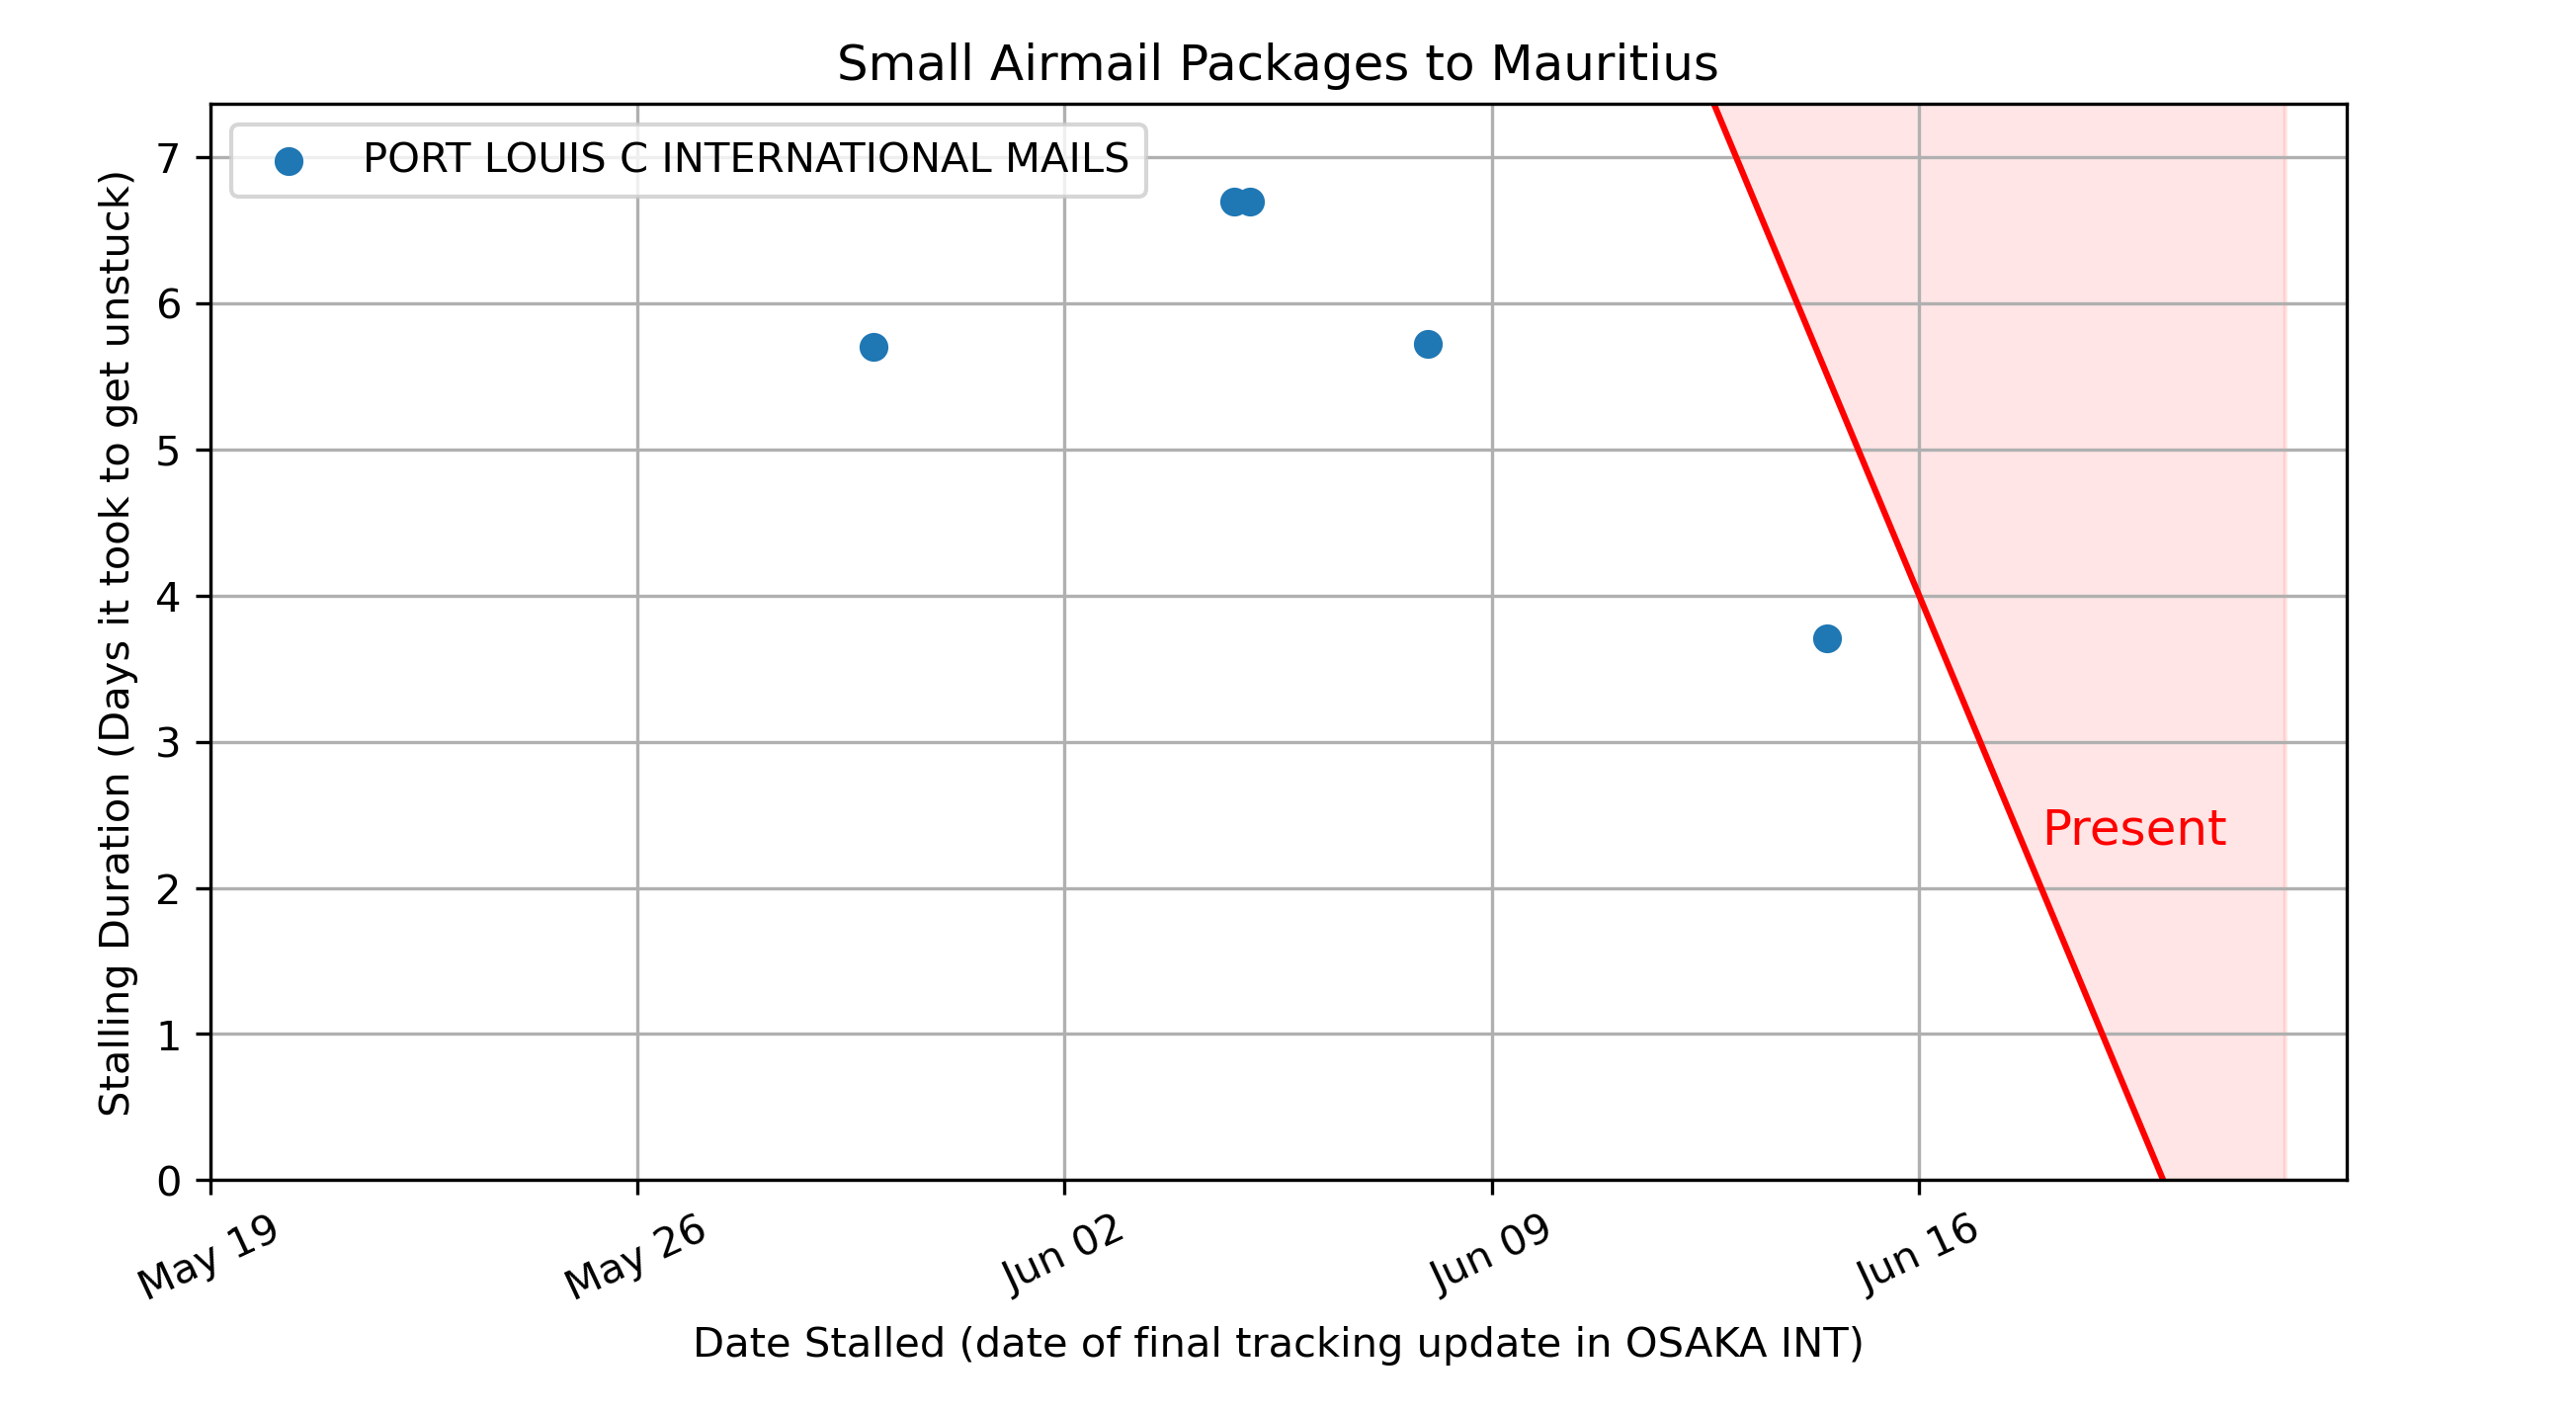 Small Airmail Packages to Mauritius
PORT LOUIS C INTERNATIONAL MAILS
Stalling Duration (Days it took to get unstuck)
7
6
5
4
3
2
1
0
Present
May 19
May 26
Jun 02
Jun 09
Jun 16
Date Stalled (date of final tracking update in OSAKA INT)